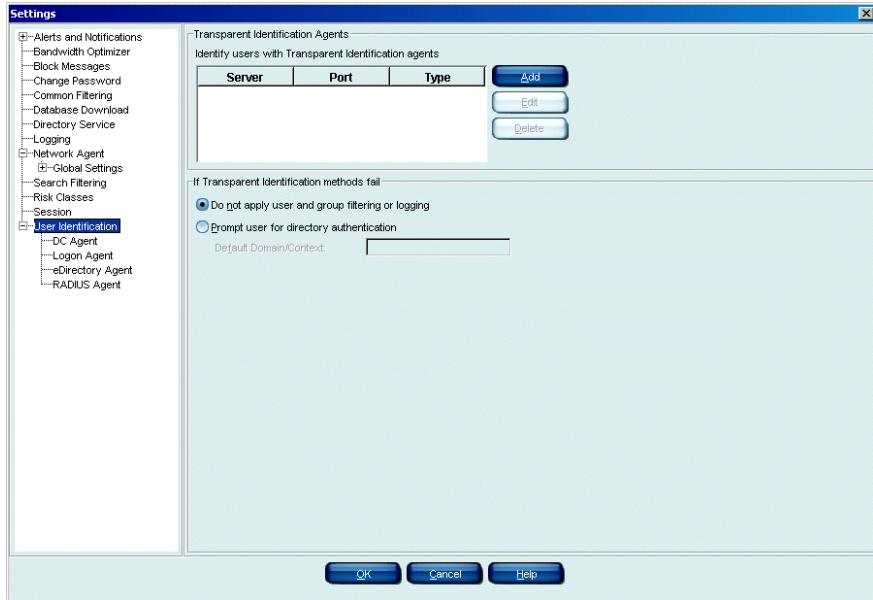 Settings
Alerts and Notifications
Bandwidth Optimizer
Block Messages
Change Password
Common Filtering
Database Download
Directory Service
Logging
Network Agent
Global Settings
Search Filtering
Risk Classes
Session
User Identification
DC Agent
Logon Agent
eDirectory Agent
RADIUS Agent
Transparent Identification Agents
Identify users with Transparent Identification agents
Server Port Type
Add
Edit
Delete
If Transparent Identification methods fail
Do not apply user and group filtering or logging
Prompt user for directory authentication
Default Domain/Context:
OK Cancel Help